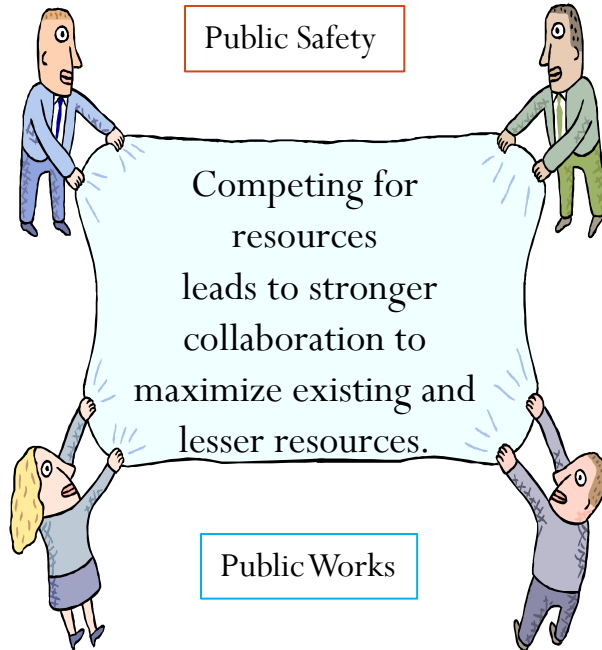 Public Safety
Competing for
resources
leads to stronger
collaboration to
maximize existing and
lesser resources.
Public Works